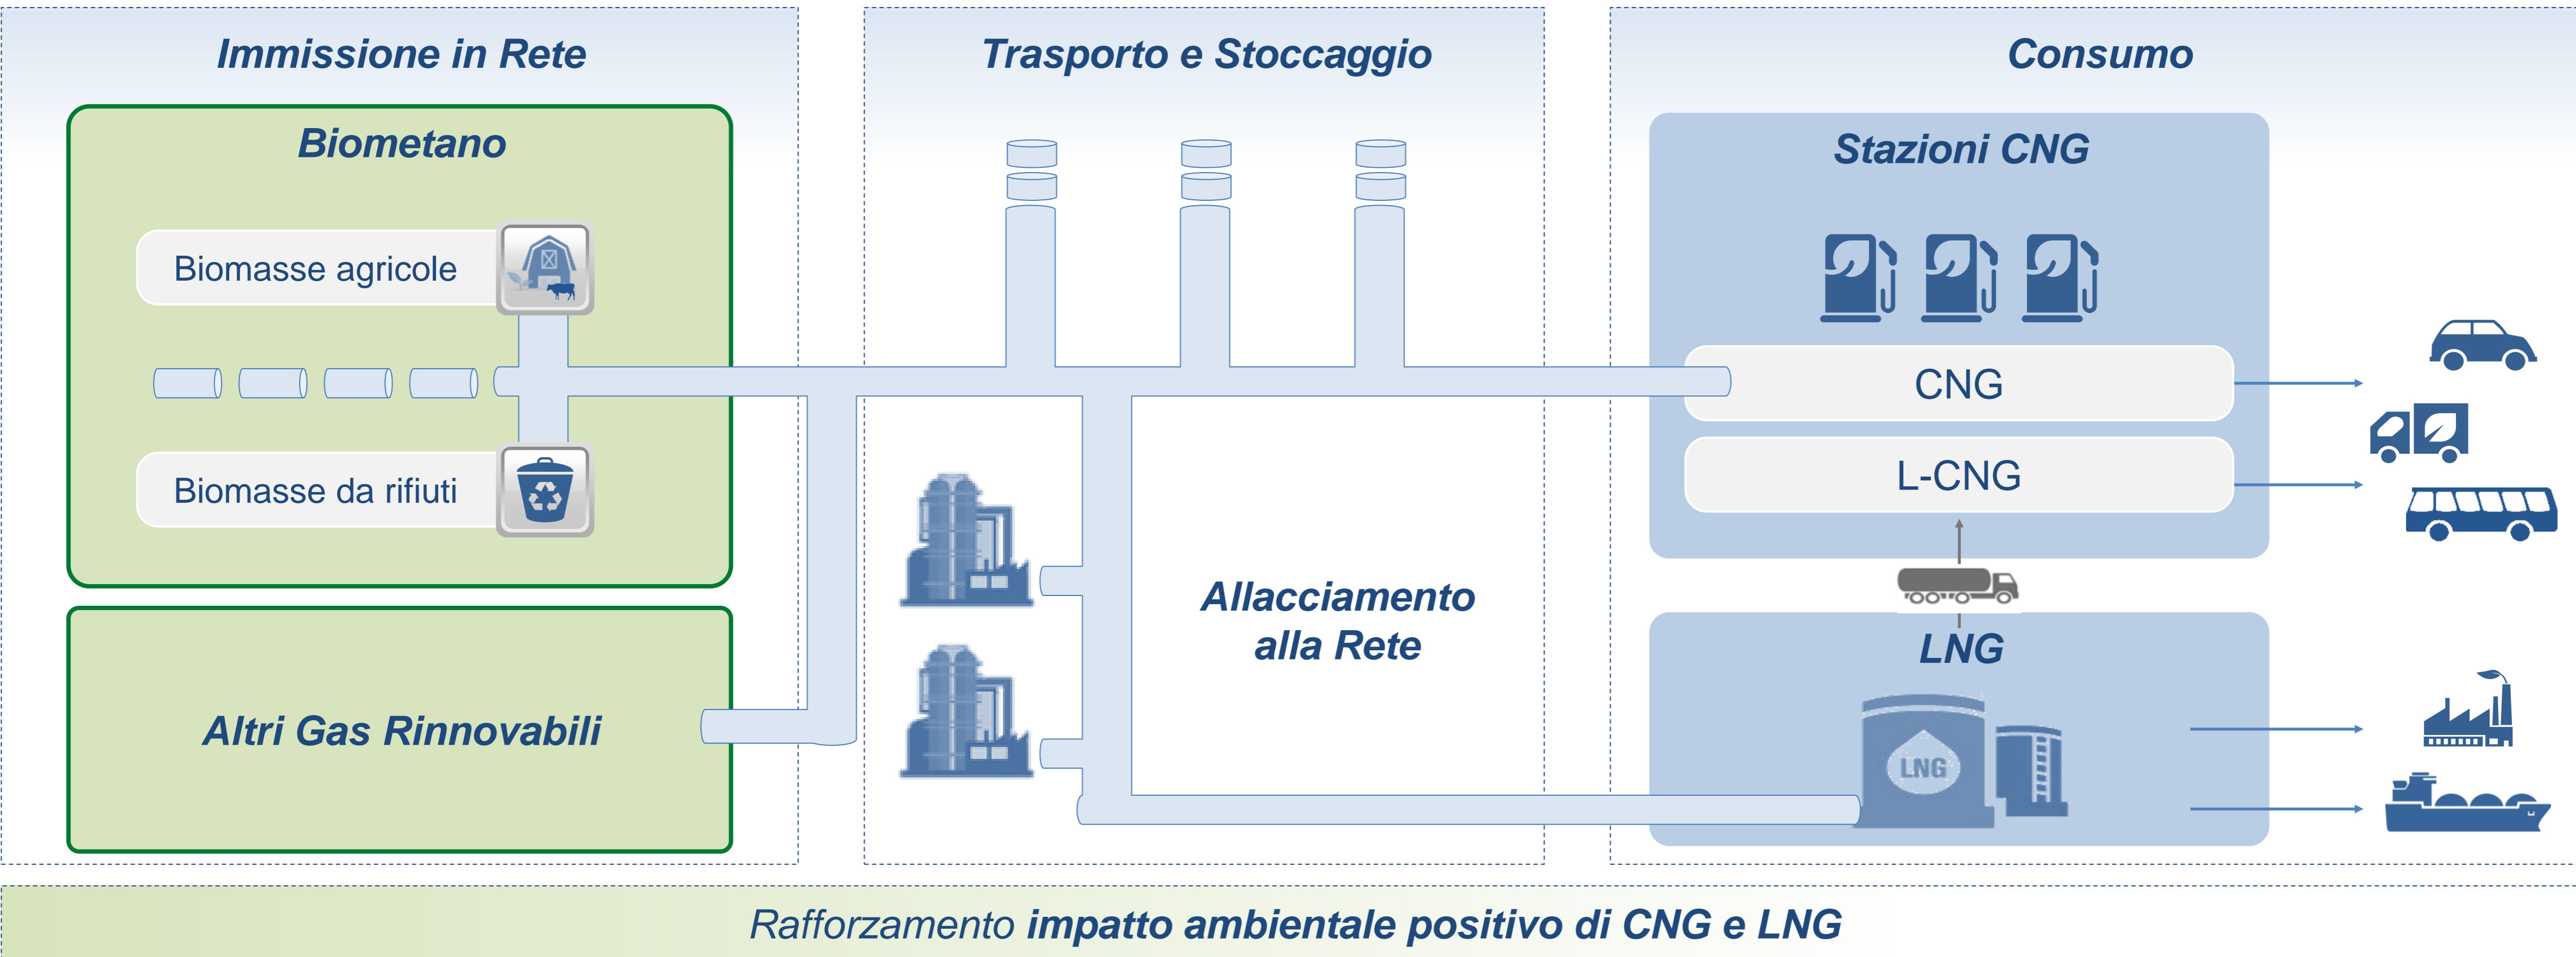 Immissione in Rete
Biometano
Biomasse agricole
Biomasse da rifiuti
Altri Gas Rinnovabili
Trasporto e Stoccaggio
Allacciamento
alla Rete
Consumo
Stazioni CNG
CNG
L-CNG
LNG
LNG
Rafforzamento impatto ambientale positivo di CNG e LNG